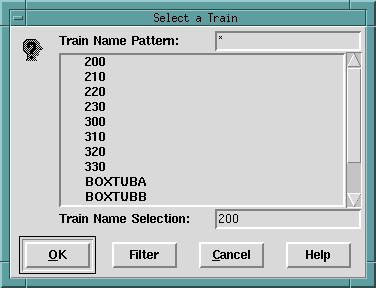 Select a Train
Train Name Pattern: *
200
210
220
230
300
310
320
330
BOXTUBA
BOXTUBB
Train Name Selection: 200
OK Filter Cancel Help